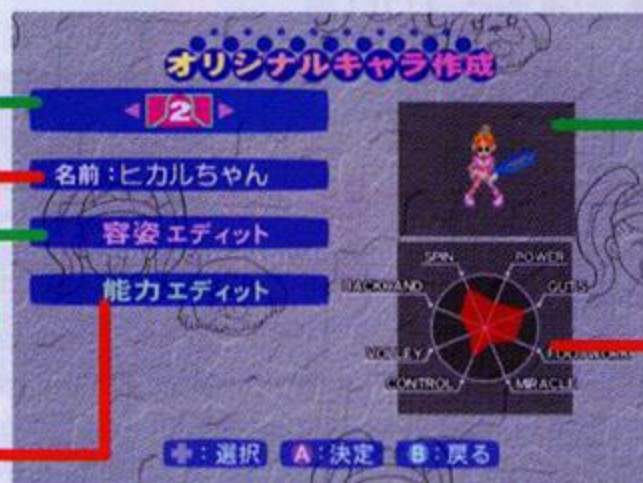 オリジナルキャラ作成
2
名前:ヒカルちゃん
容姿エディット
能力エディット
SPIN
POWER
BACKHAND
GUTS
VOLLEY
FOOTWORK
CONTROL
MIRACLE
:選択 A:決定 B:戻る